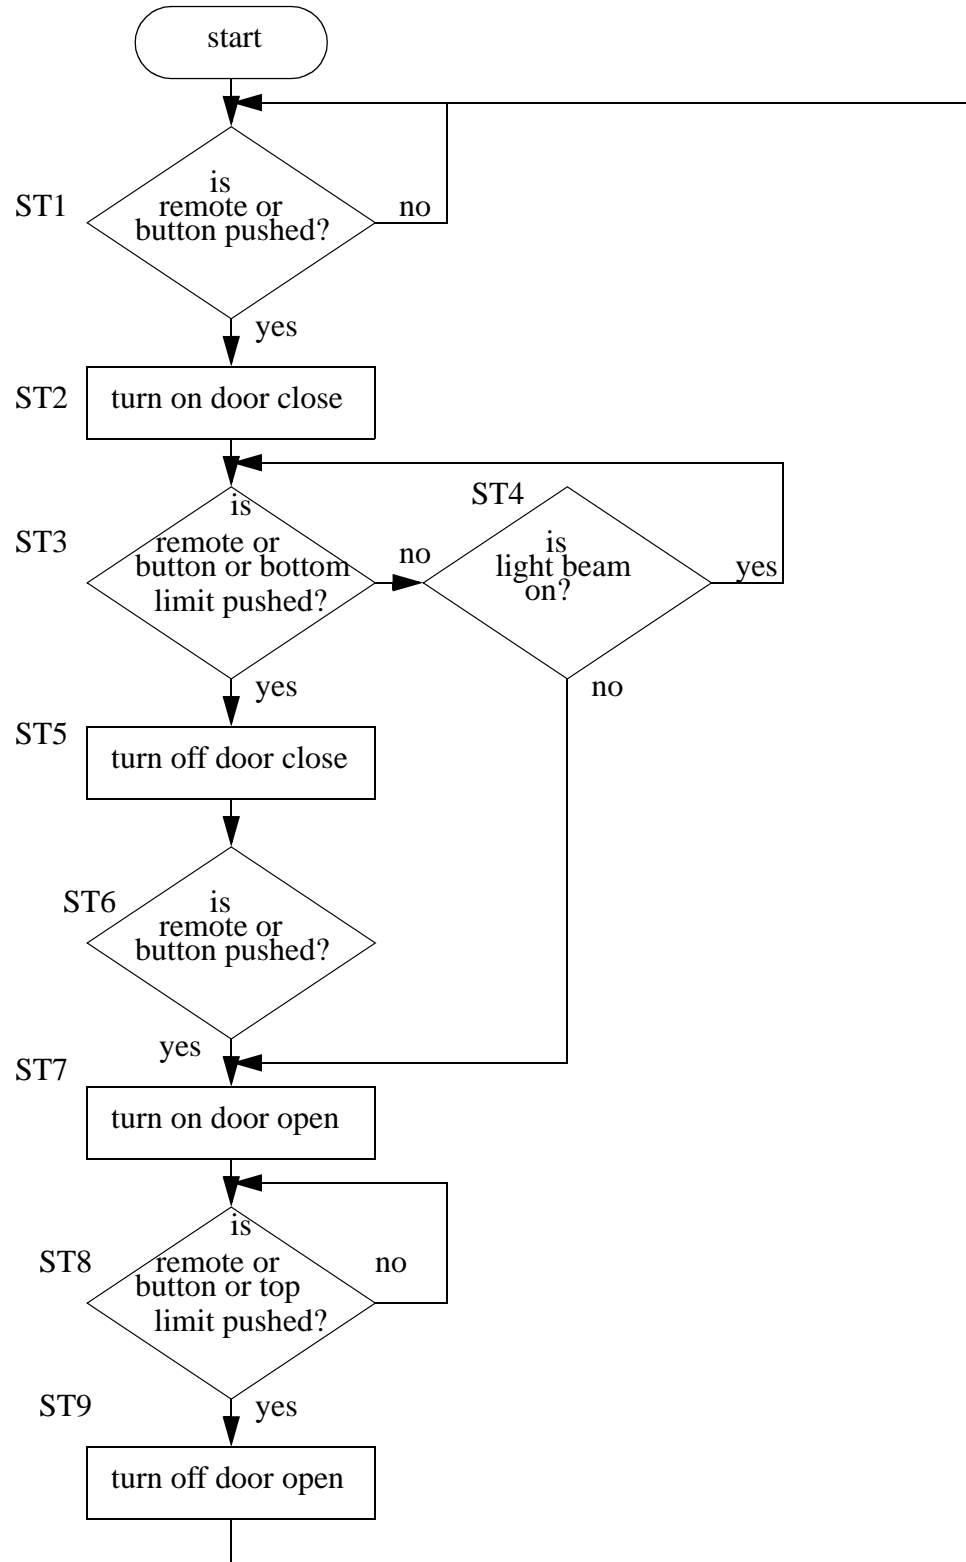 start
ST1
is
remote or
button pushed?
no
yes
ST2
turn on door close
ST3
is
remote or
button or bottom
limit pushed?
no
ST4
is
light beam
on?
yes
no
yes
ST5
turn off door close
ST6
is
remote or
button pushed?
yes
ST7
turn on door open
ST8
is
remote or
button or top
limit pushed?
no
ST9
yes
turn off door open